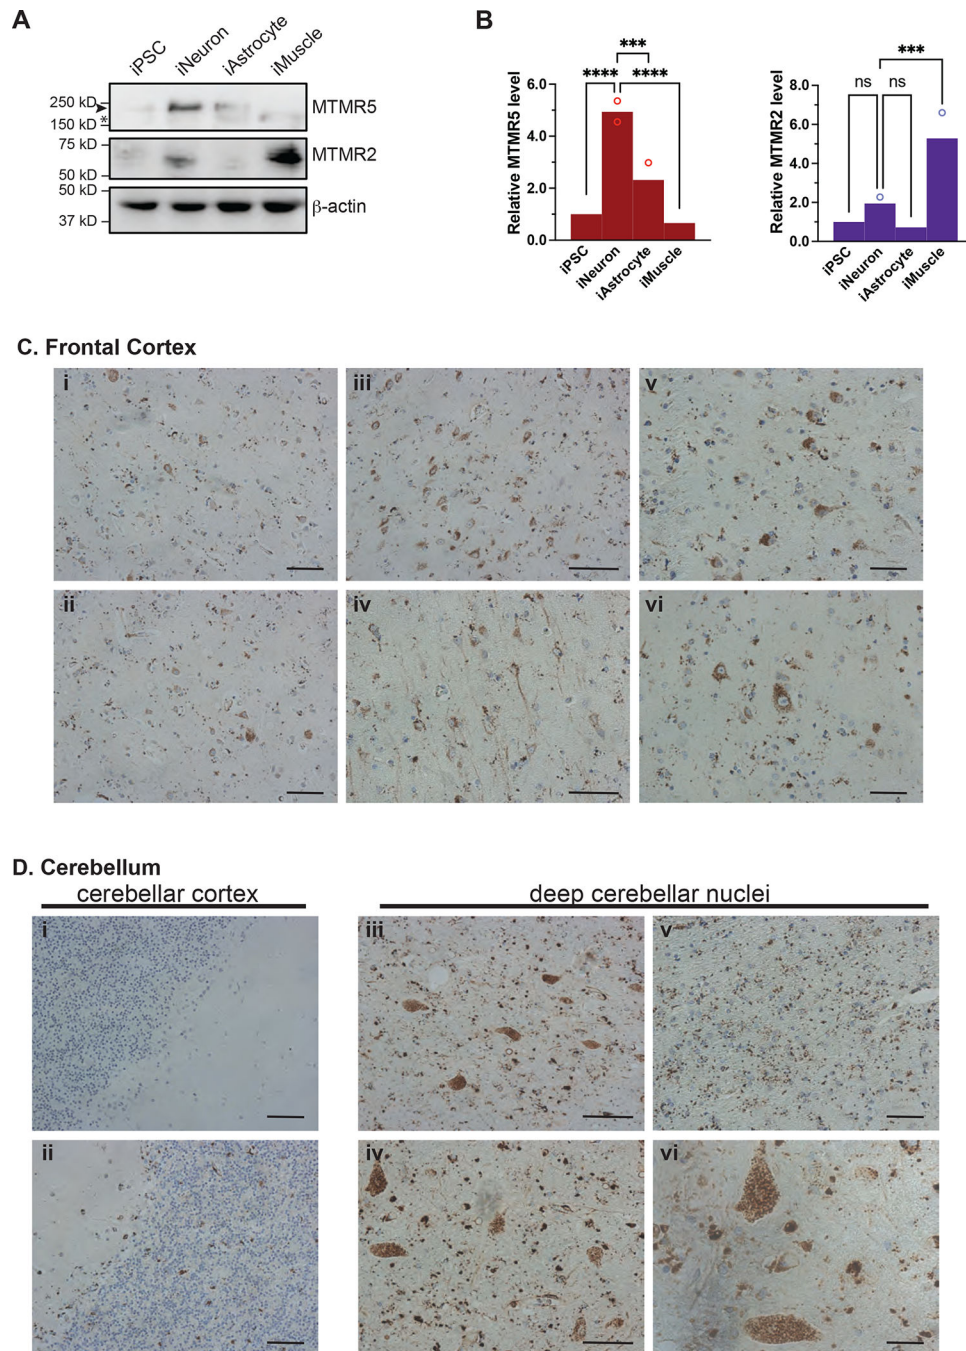 A
B
iPSC
iNeuron
iAstrocyte
iMuscle
250 kD
*
150 kD
MTMR5
75 kD
MTMR2
50 kD
50 kD
β-actin
37 kD
Relative MTMR5 level
6.0
4.0
2.0
0.0
***
**** ****
iPSC
iNeuron
iAstrocyte
iMuscle
Relative MTMR2 level
8.0
6.0
4.0
2.0
0.0
***
ns ns
iPSC
iNeuron
iAstrocyte
iMuscle
C. Frontal Cortex
i iii v
ii iv vi
D. Cerebellum
cerebellar cortex deep cerebellar nuclei
i iii v
ii iv vi